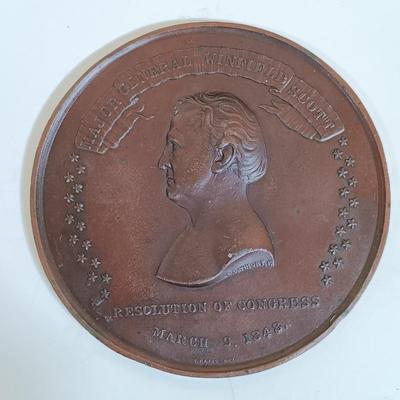 MAJOR GENERAL WINFIELD SCOTT
RESOLUTION OF CONGRESS
MARCH 9, 1848.